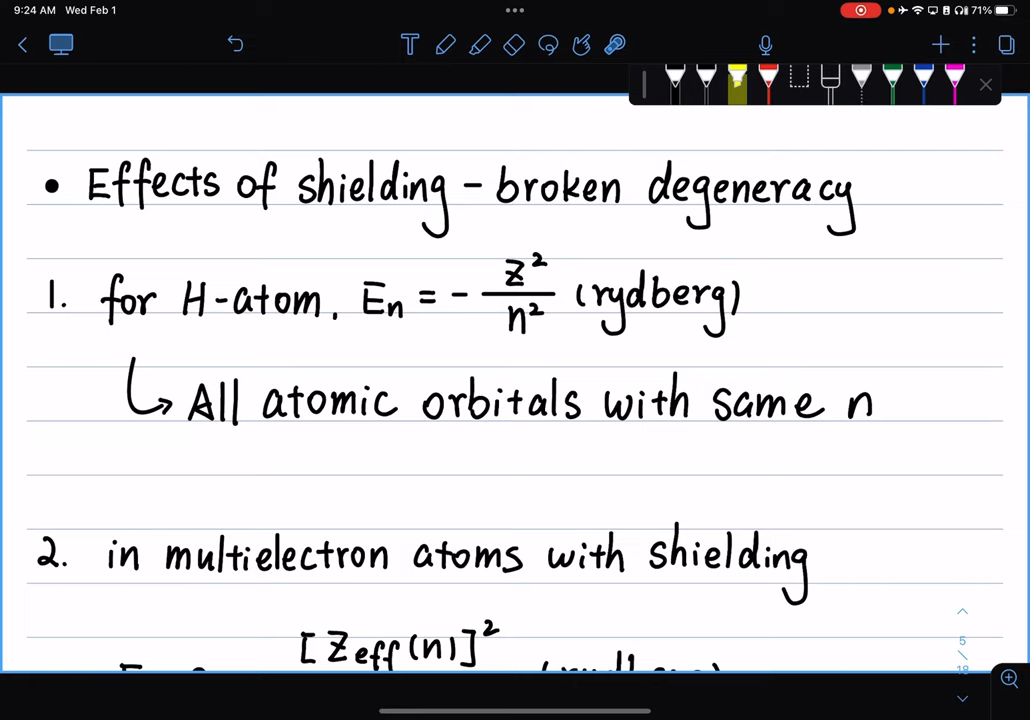 9:24 AM Wed Feb 1
71%
• Effects of shielding – broken degeneracy
1. for H-atom, En = - Z²/n² (rydberg)
↳ All atomic orbitals with same n
2. in multielectron atoms with shielding
[Zeff(n)]²
5
18